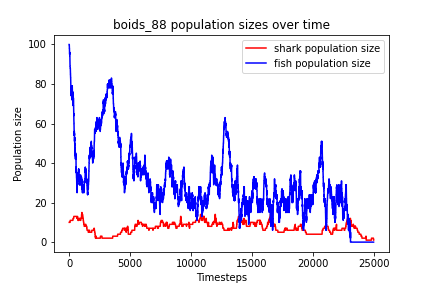 boids_88 population sizes over time
shark population size
fish population size
Population size
100
80
60
40
20
0
0 5000 10000 15000 20000 25000
Timesteps